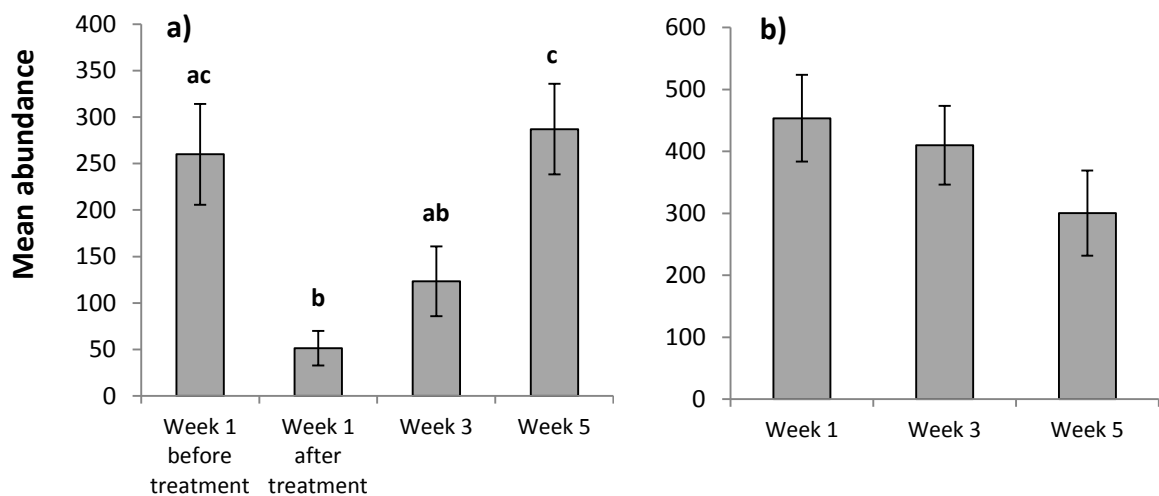 Mean abundance
a)
400
350
300
250
200
150
100
50
0
ac
b
ab
c
Week 1
before
treatment
Week 1
after
treatment
Week 3
Week 5
b)
600
500
400
300
200
100
0
Week 1
Week 3
Week 5